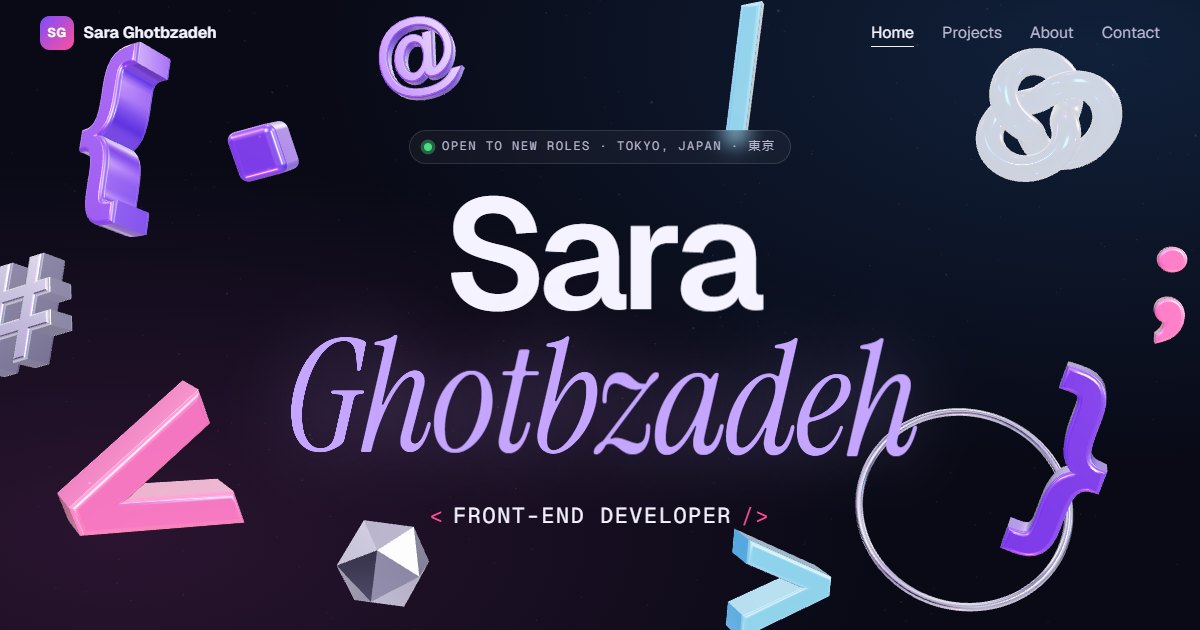 SG Sara Ghotbzadeh Home Projects About Contact
@
{
/
#
;
OPEN TO NEW ROLES · TOKYO, JAPAN · 東京
Sara
Ghotbzadeh
<
}
< FRONT-END DEVELOPER />
>